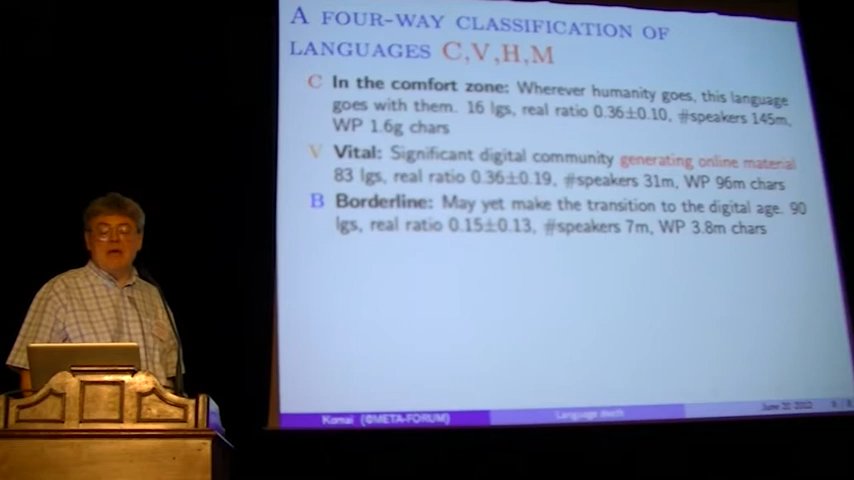 A FOUR-WAY CLASSIFICATION OF
LANGUAGES C,V,H,M
C In the comfort zone: Wherever humanity goes, this language
goes with them. 16 lgs, real ratio 0.36±0.10, #speakers 145m,
WP 1.6g chars
V Vital: Significant digital community generating online material
83 lgs, real ratio 0.36±0.19, #speakers 31m, WP 96m chars
B Borderline: May yet make the transition to the digital age. 90
lgs, real ratio 0.15±0.13, #speakers 7m, WP 3.8m chars
Kornai (@META-FORUM) Language death June 2012